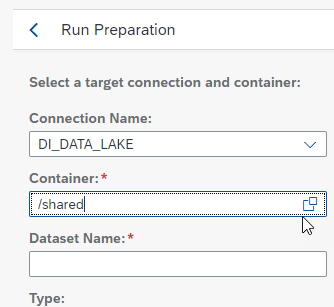 Run Preparation
Select a target connection and container:
Connection Name:
DI_DATA_LAKE
Container:*
/shared
Dataset Name:*
Type: